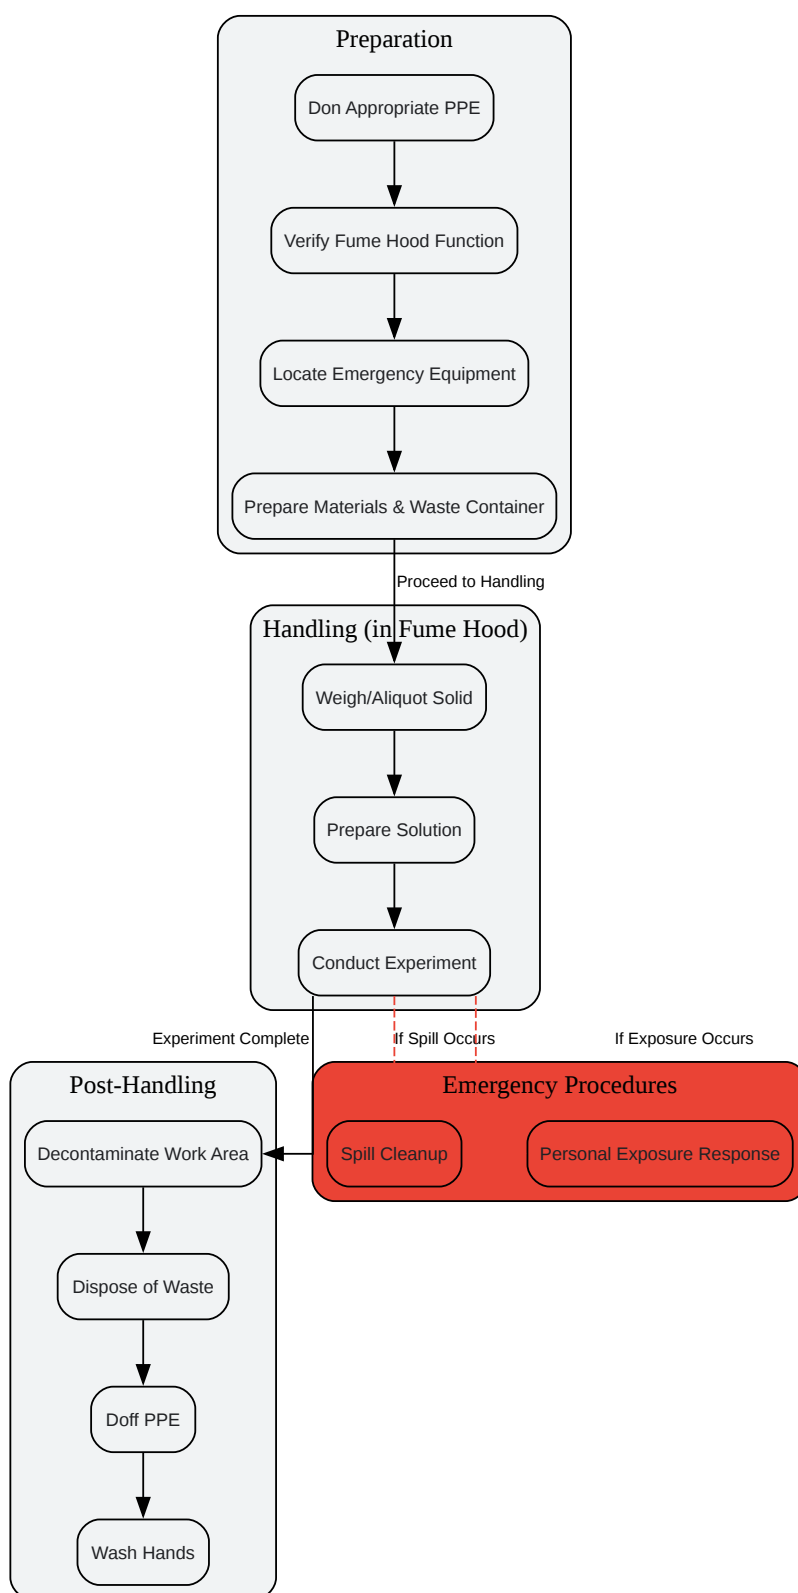 Preparation
Don Appropriate PPE
Verify Fume Hood Function
Locate Emergency Equipment
Prepare Materials & Waste Container
Proceed to Handling
Handling (in Fume Hood)
Weigh/Aliquot Solid
Prepare Solution
Conduct Experiment
Experiment Complete
If Spill Occurs
If Exposure Occurs
Post-Handling
Emergency Procedures
Decontaminate Work Area
Spill Cleanup
Personal Exposure Response
Dispose of Waste
Doff PPE
Wash Hands